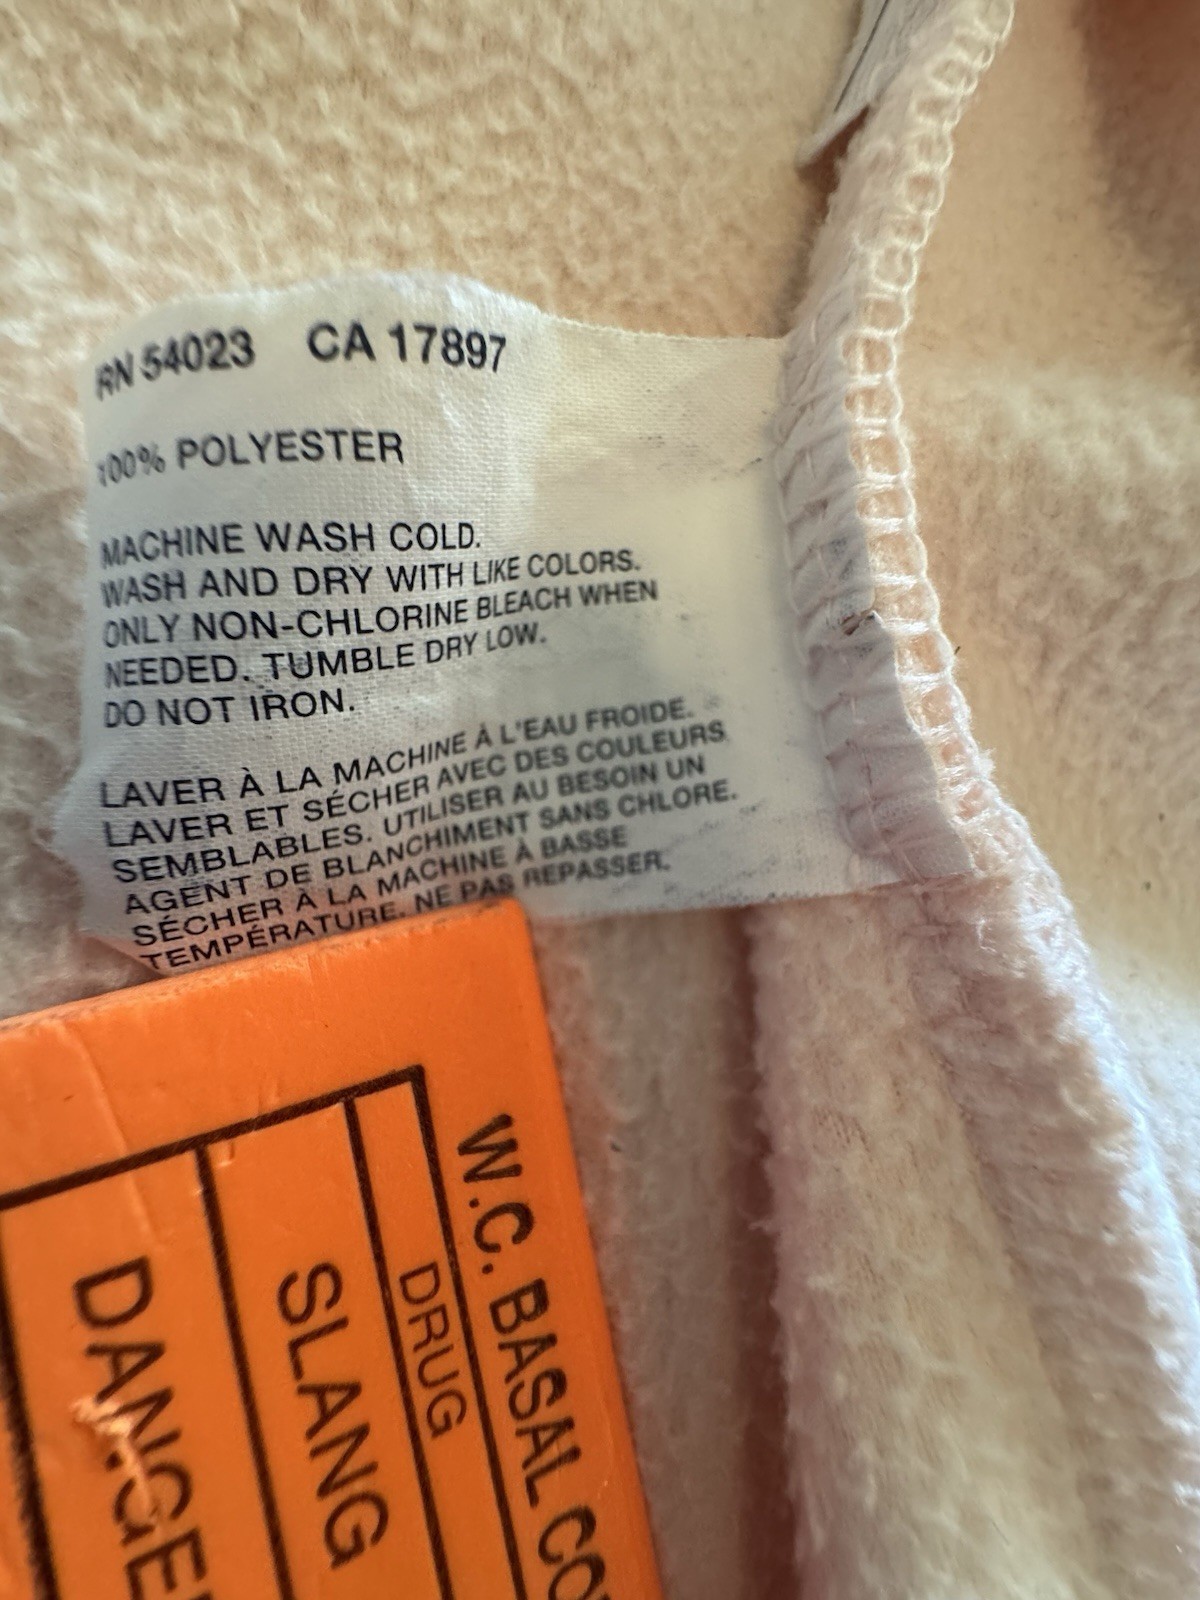 RN 54023 CA 17897
100% POLYESTER
MACHINE WASH COLD.
WASH AND DRY WITH LIKE COLORS.
ONLY NON-CHLORINE BLEACH WHEN
NEEDED. TUMBLE DRY LOW.
DO NOT IRON.
LAVER À LA MACHINE À L'EAU FROIDE.
LAVER ET SÉCHER AVEC DES COULEURS
SEMBLABLES. UTILISER AU BESOIN UN
AGENT DE BLANCHIMENT SANS CHLORE.
SÉCHER À LA MACHINE À BASSE
TEMPÉRATURE. NE PAS REPASSER.
W.C. BASAL CO
DRUG
SLANG
DANGE